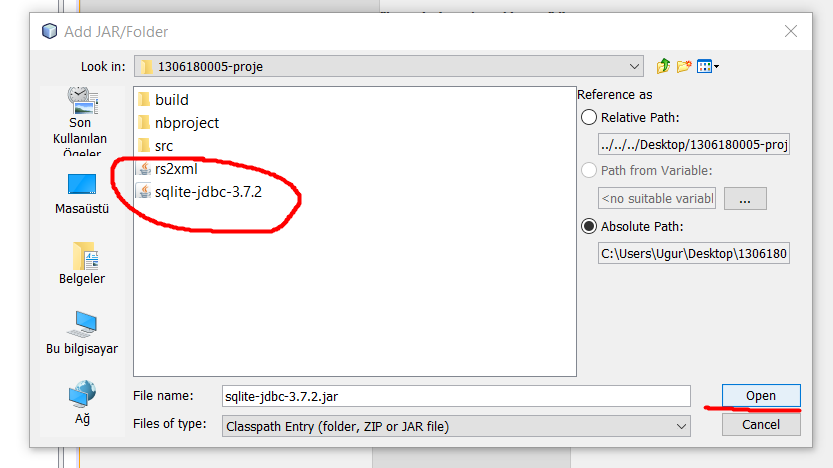 Add JAR/Folder
Look in:
1306180005-proje
Son
Kullanılan
Öğeler
Masaüstü
Belgeler
Bu bilgisayar
Ağ
build
nbproject
src
rs2xml
sqlite-jdbc-3.7.2
Reference as
Relative Path:
../../../Desktop/1306180005-proj
Path from Variable:
<no suitable variabl
...
Absolute Path:
C:\Users\Ugur\Desktop\1306180
File name:
sqlite-jdbc-3.7.2.jar
Open
Files of type:
Classpath Entry (folder, ZIP or JAR file)
Cancel